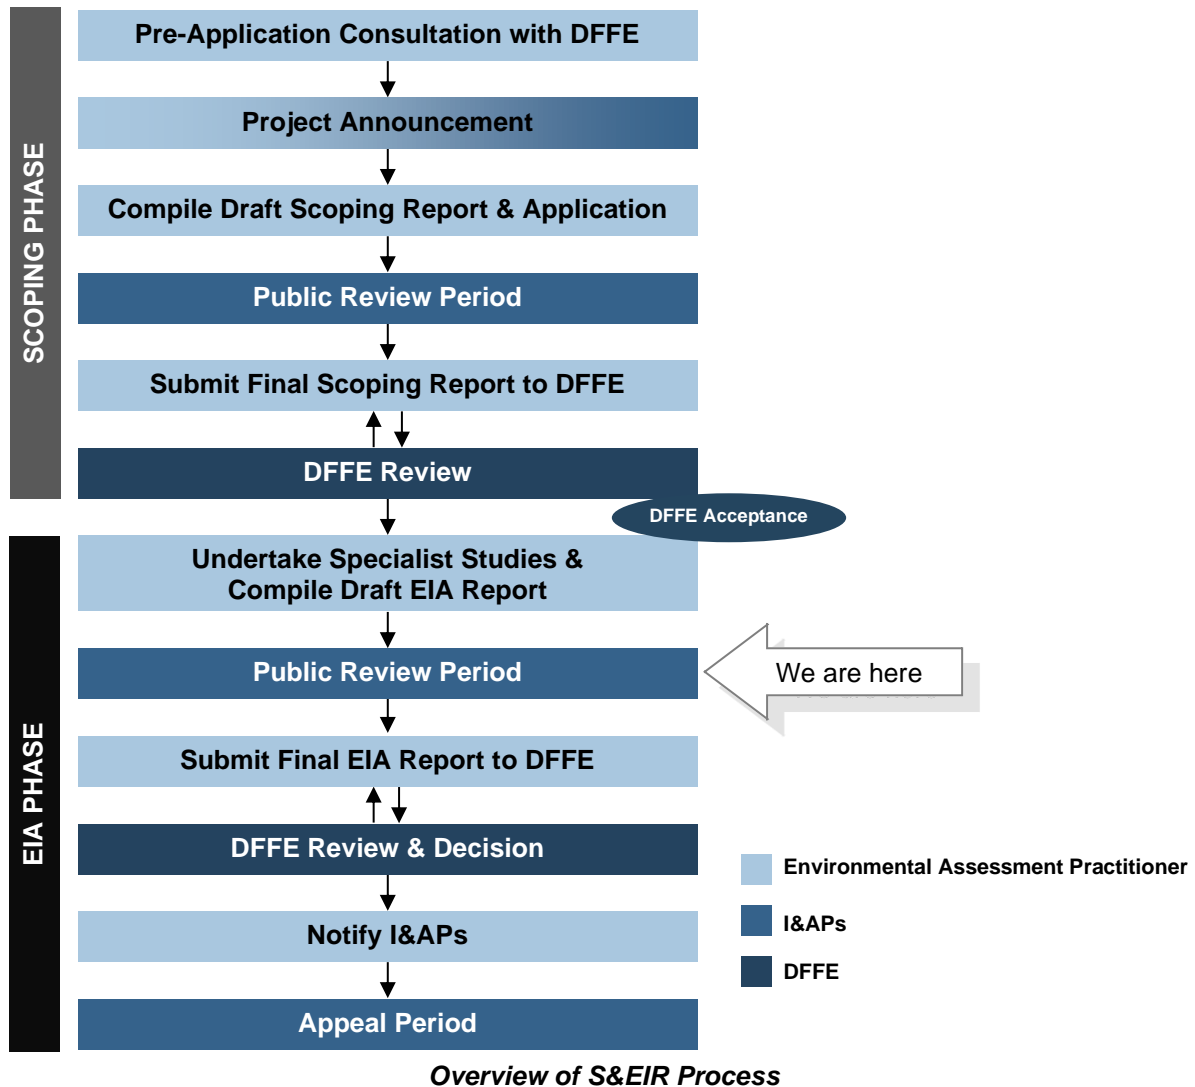 SCOPING PHASE
Pre-Application Consultation with DFFE
Project Announcement
Compile Draft Scoping Report & Application
Public Review Period
Submit Final Scoping Report to DFFE
DFFE Review
DFFE Acceptance
EIA PHASE
Undertake Specialist Studies &
Compile Draft EIA Report
Public Review Period
We are here
Submit Final EIA Report to DFFE
DFFE Review & Decision
Notify I&APs
Appeal Period
Environmental Assessment Practitioner
I&APs
DFFE
Overview of S&EIR Process